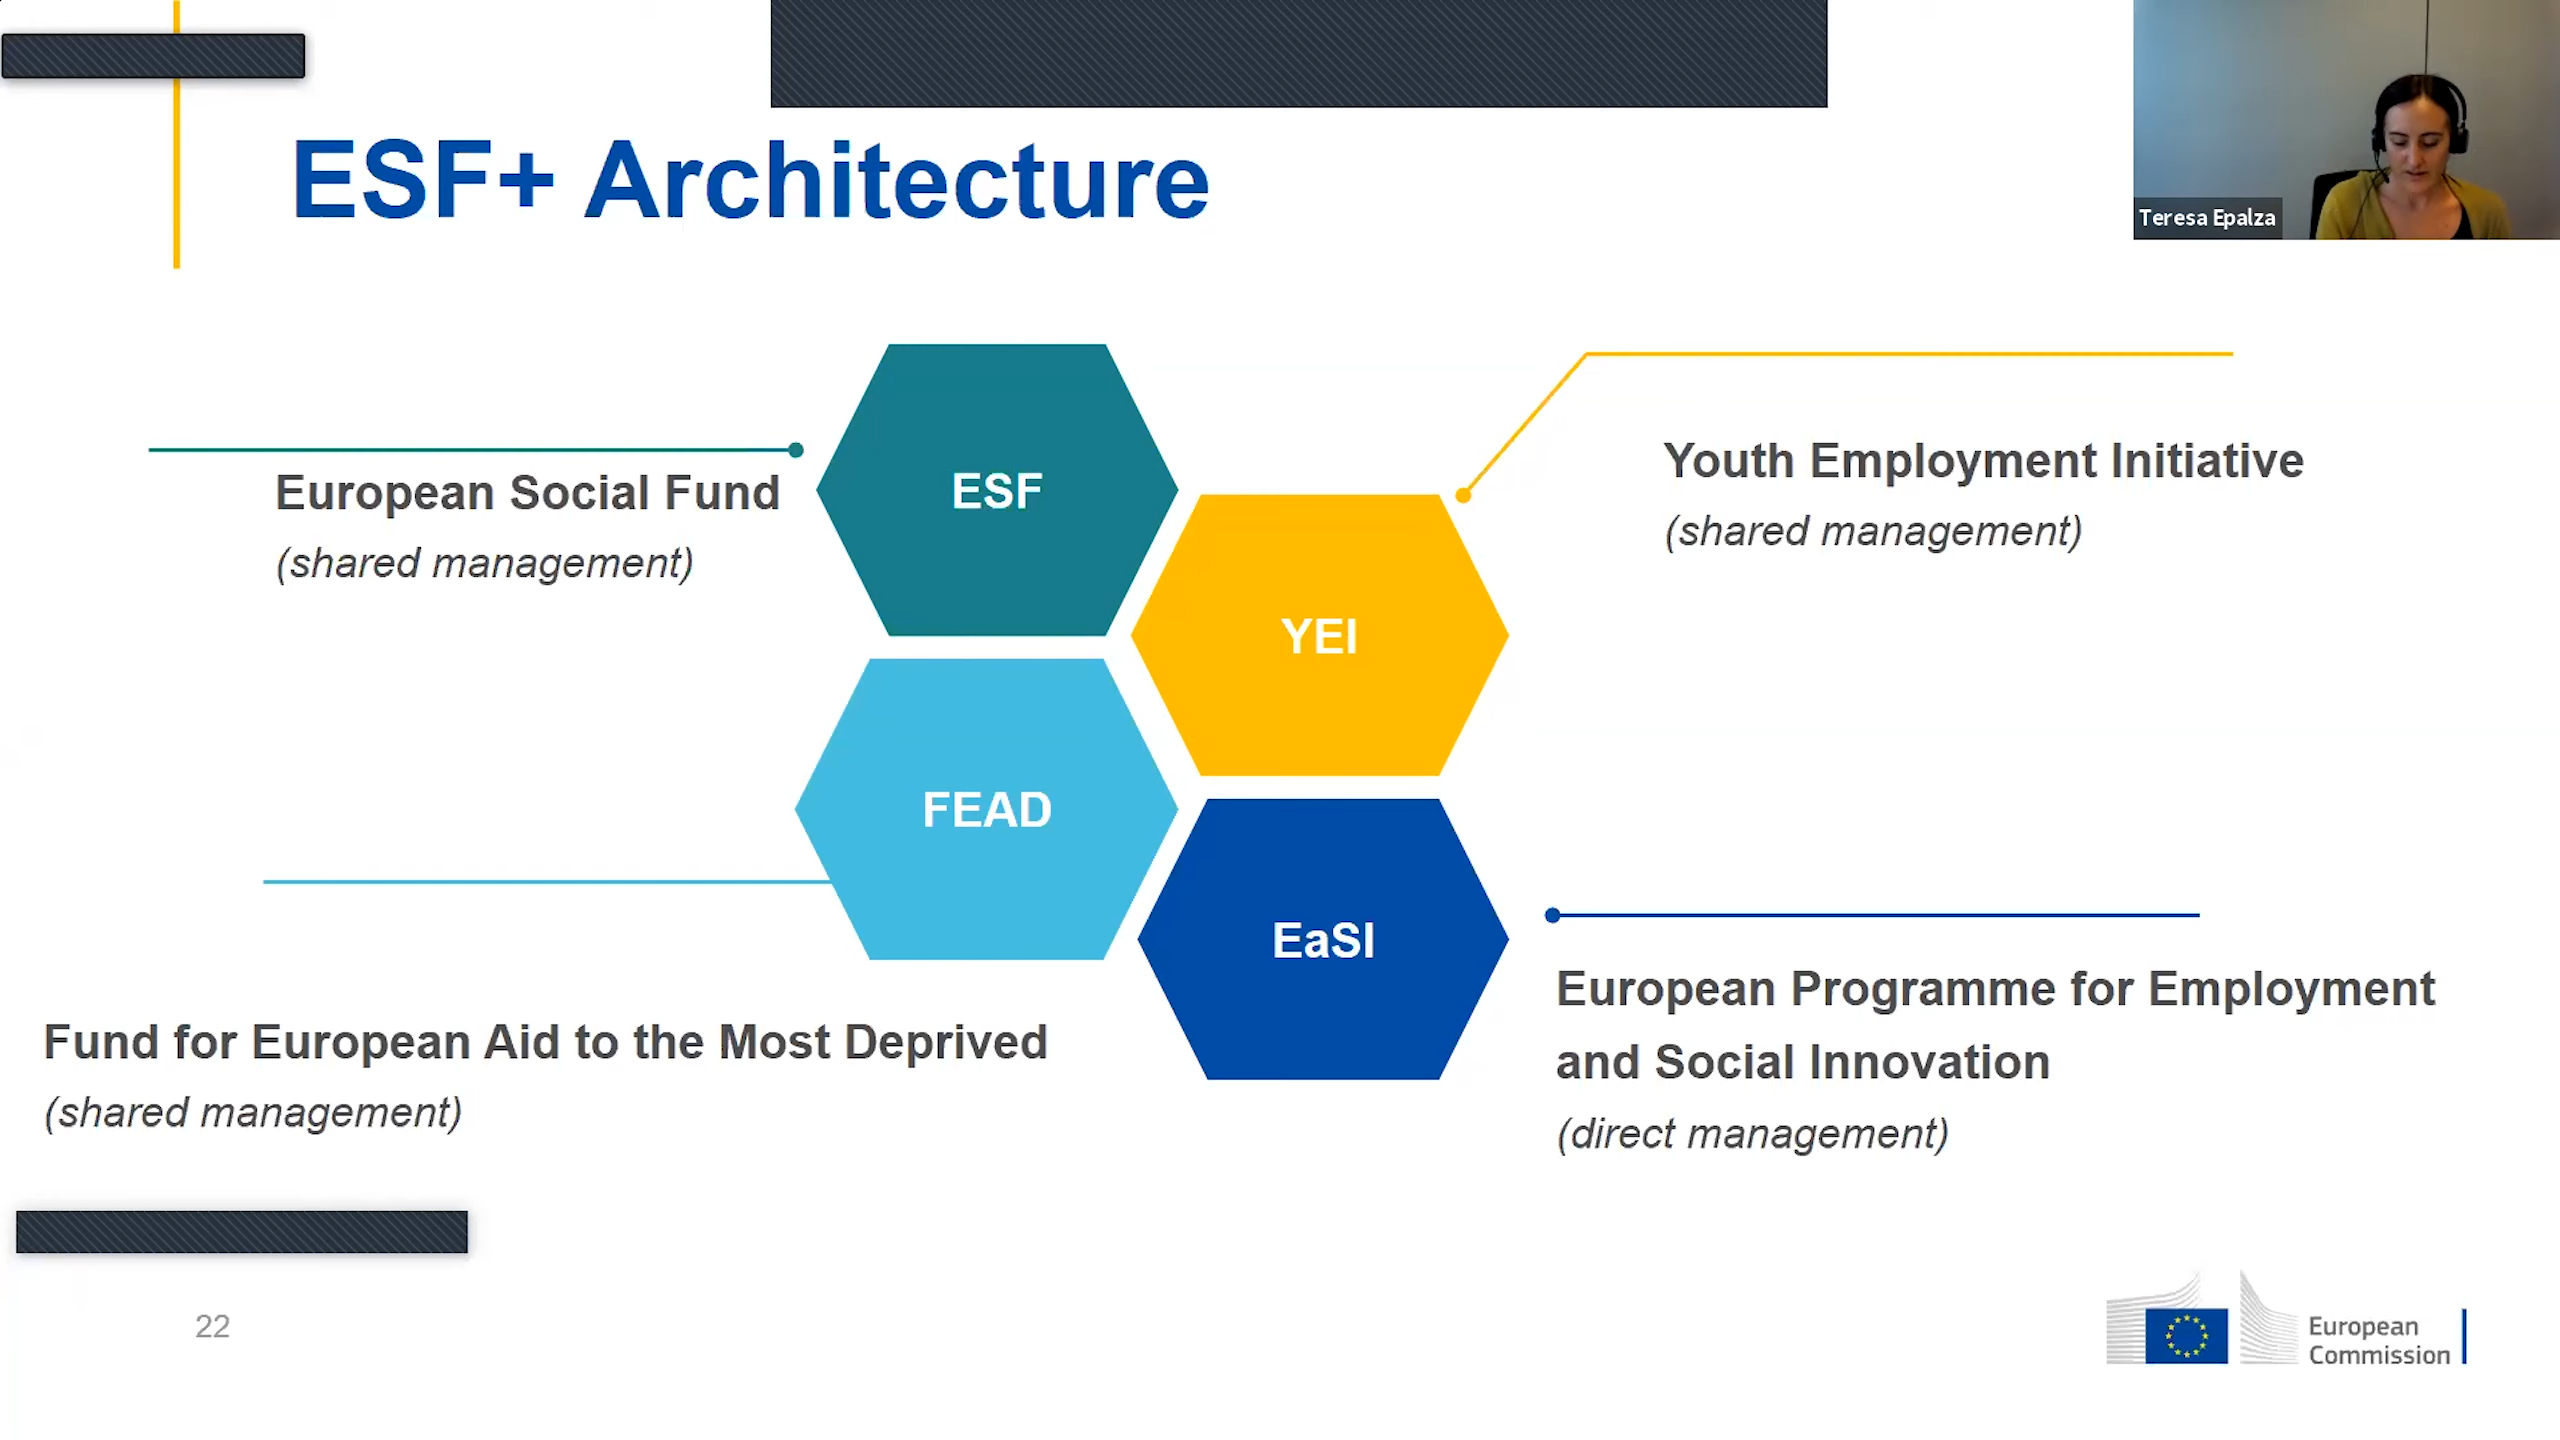 ESF+ Architecture
Teresa Epalza
European Social Fund
(shared management)
ESF
Youth Employment Initiative
(shared management)
YEI
FEAD
Fund for European Aid to the Most Deprived
(shared management)
EaSI
European Programme for Employment
and Social Innovation
(direct management)
22
European
Commission